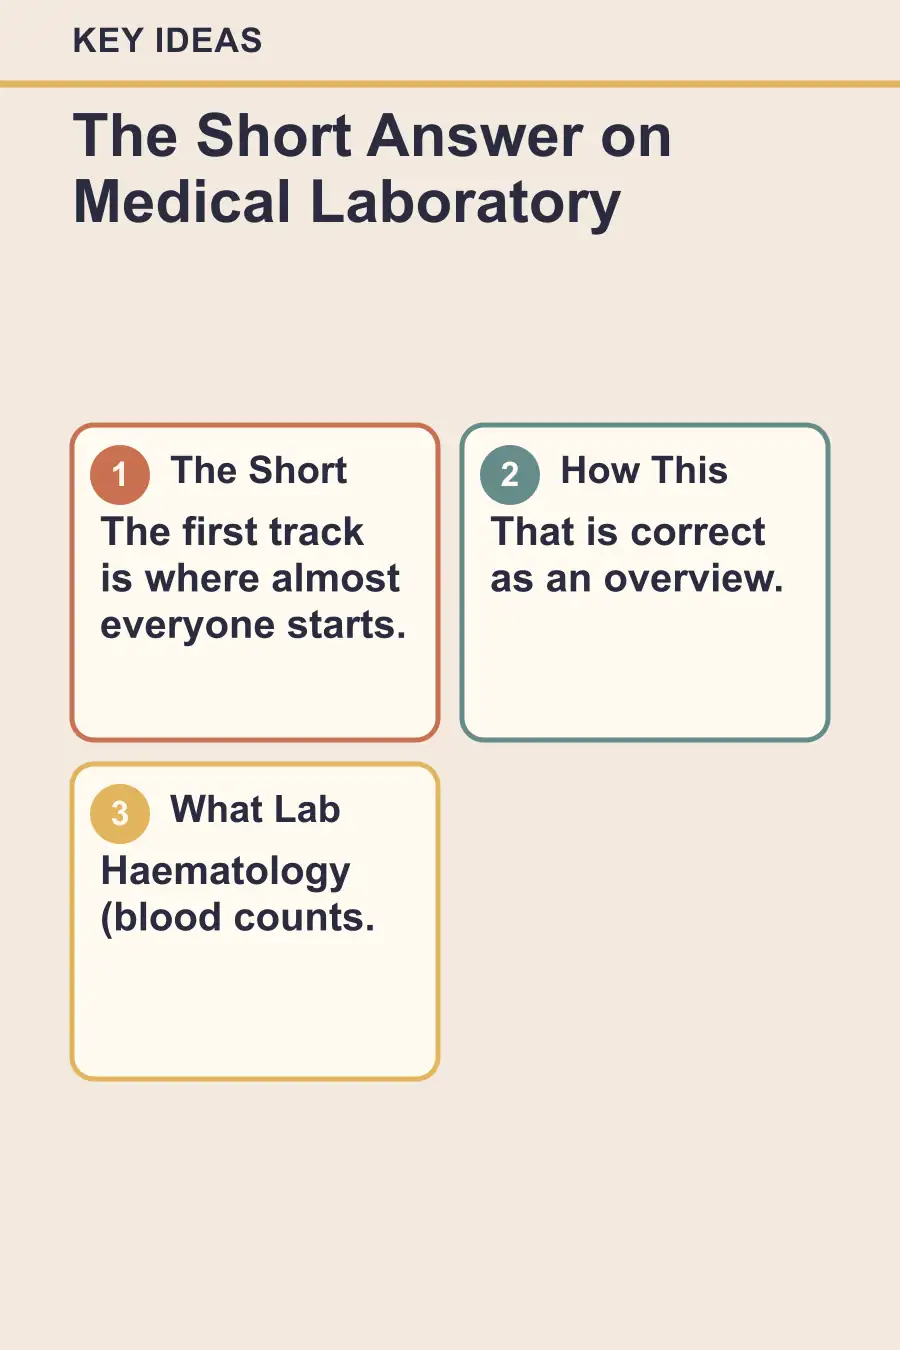 KEY IDEAS
The Short Answer on
Medical Laboratory
1 The Short
The first track
is where almost
everyone starts.
2 How This
That is correct
as an overview.
3 What Lab
Haematology
(blood counts.